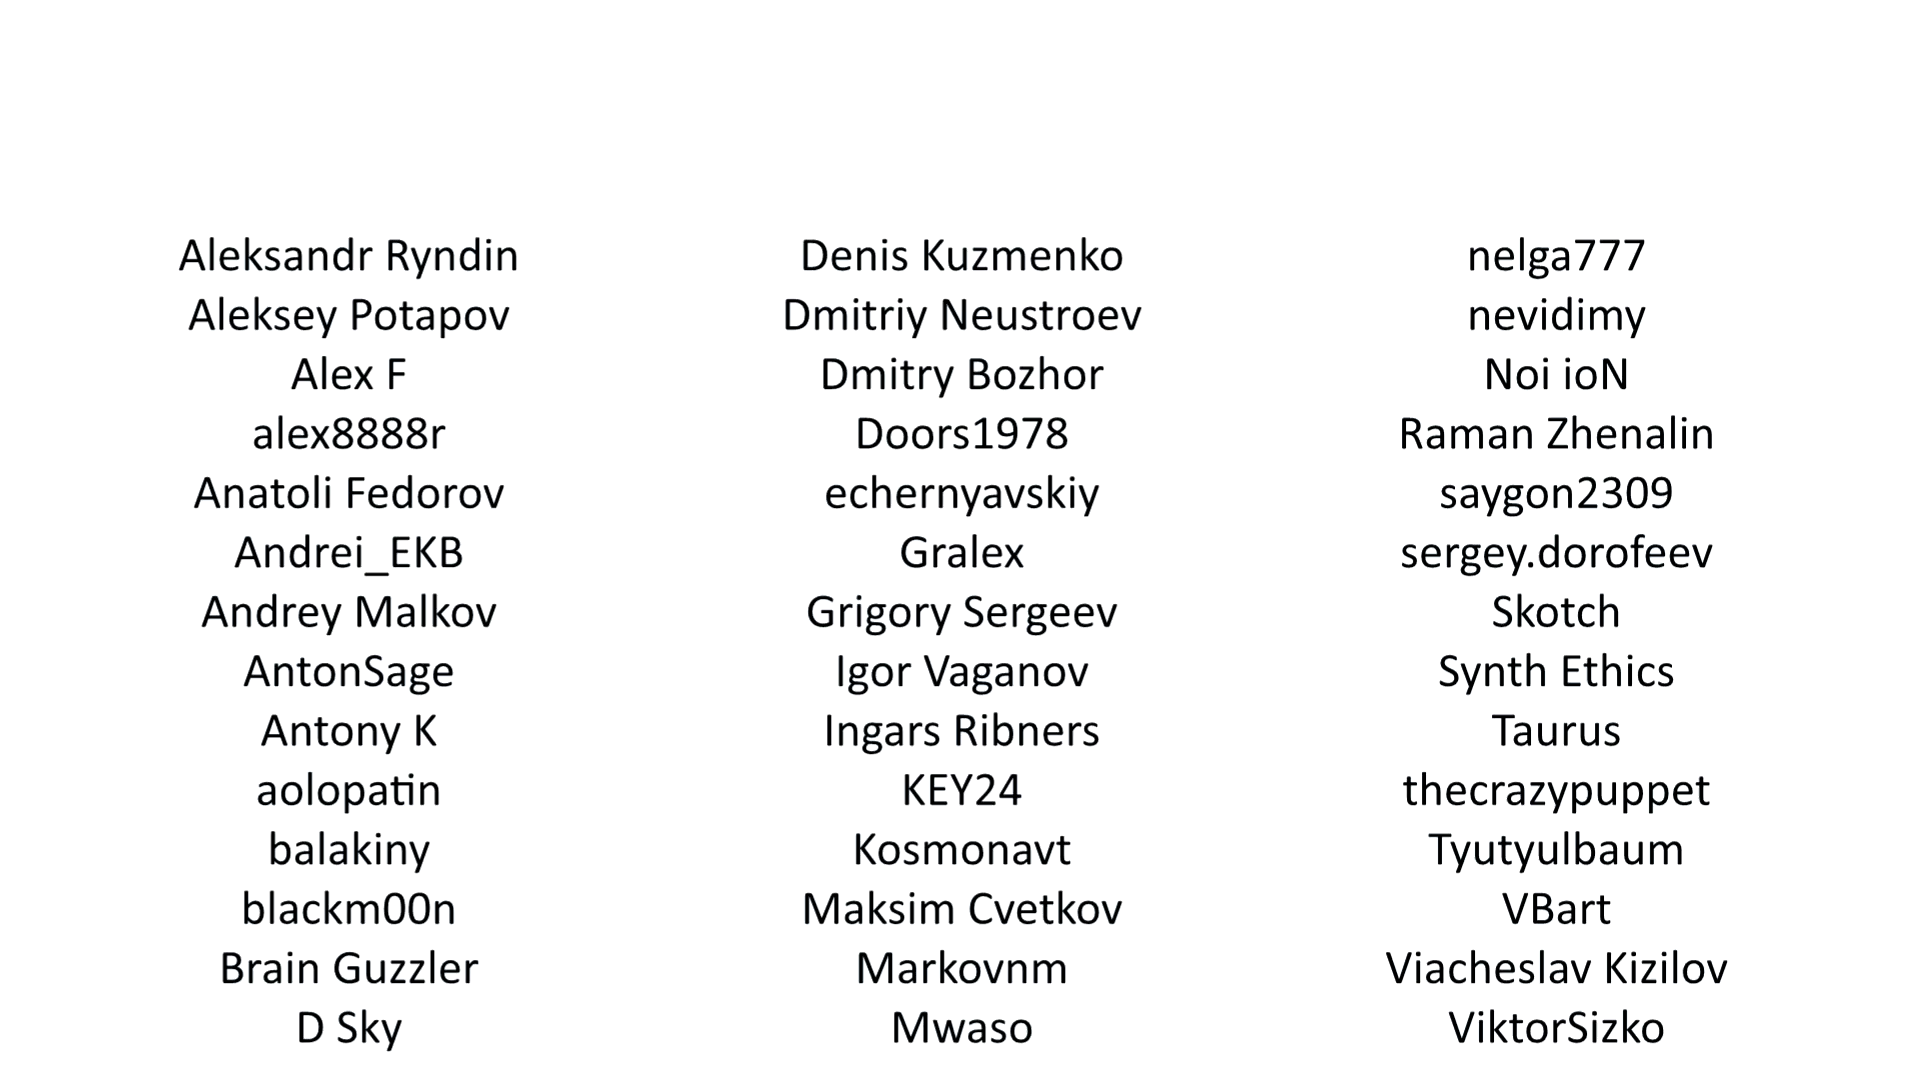 Aleksandr Ryndin
Aleksey Potapov
Alex F
alex8888r
Anatoli Fedorov
Andrei_EKB
Andrey Malkov
AntonSage
Antony K
aolopatin
balakiny
blackm00n
Brain Guzzler
D Sky
Denis Kuzmenko
Dmitriy Neustroev
Dmitry Bozhor
Doors1978
echernyavskiy
Gralex
Grigory Sergeev
Igor Vaganov
Ingars Ribners
KEY24
Kosmonavt
Maksim Cvetkov
Markovnm
Mwaso
nelga777
nevidimy
Noi ioN
Raman Zhenalin
saygon2309
sergey.dorofeev
Skotch
Synth Ethics
Taurus
thecrazypuppet
Tyutyulbaum
VBart
Viacheslav Kizilov
ViktorSizko